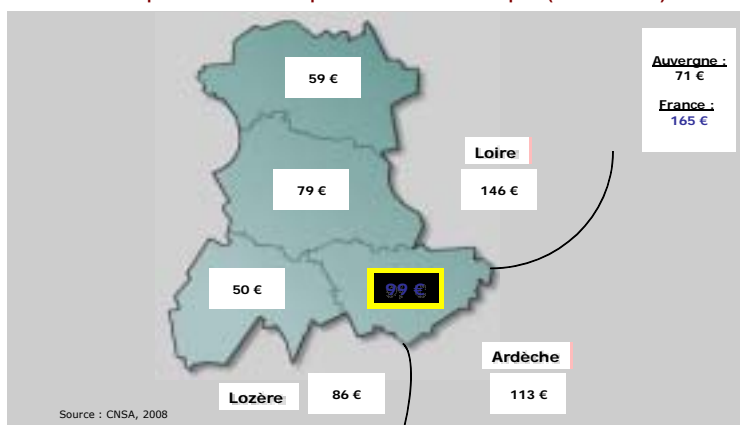 59 €
Auvergne :
71 €
France :
165 €
Loire
146 €
79 €
50 €
99 €
Ardèche
113 €
Lozère
86 €
Source : CNSA, 2008